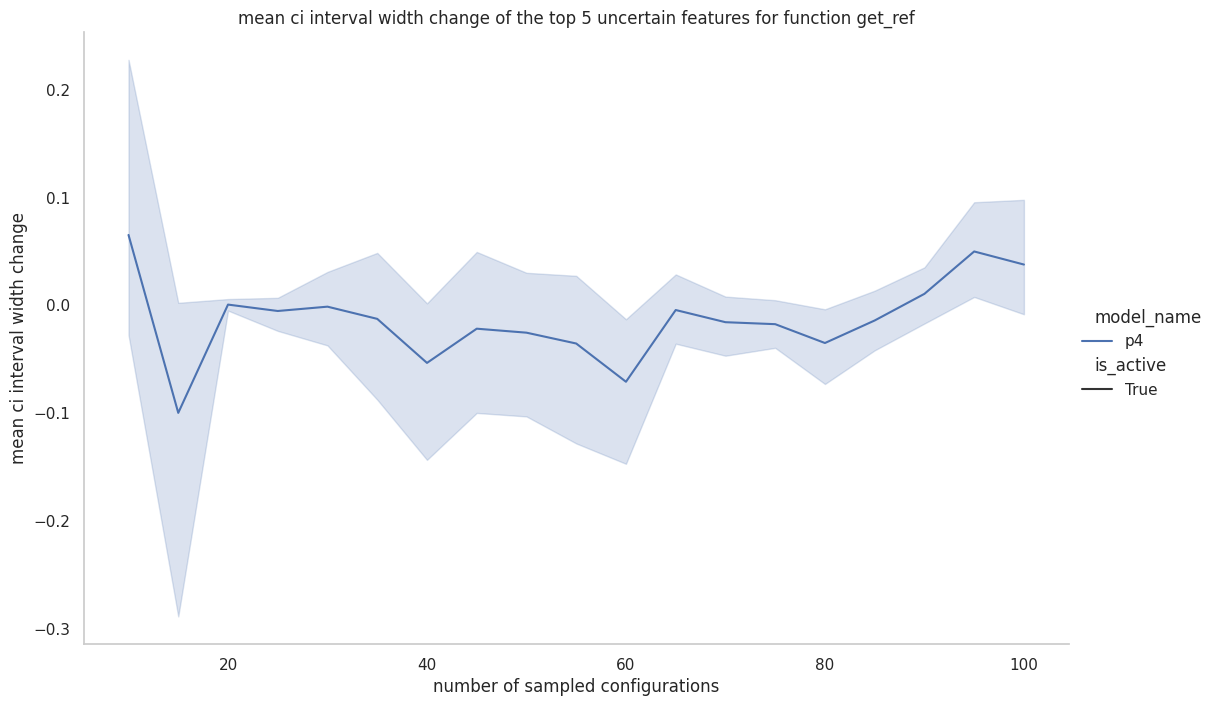 mean ci interval width change of the top 5 uncertain features for function get_ref
mean ci interval width change
0.2
0.1
0.0
−0.1
−0.2
−0.3
20
40
60
80
100
number of sampled configurations
model_name
p4
is_active
True